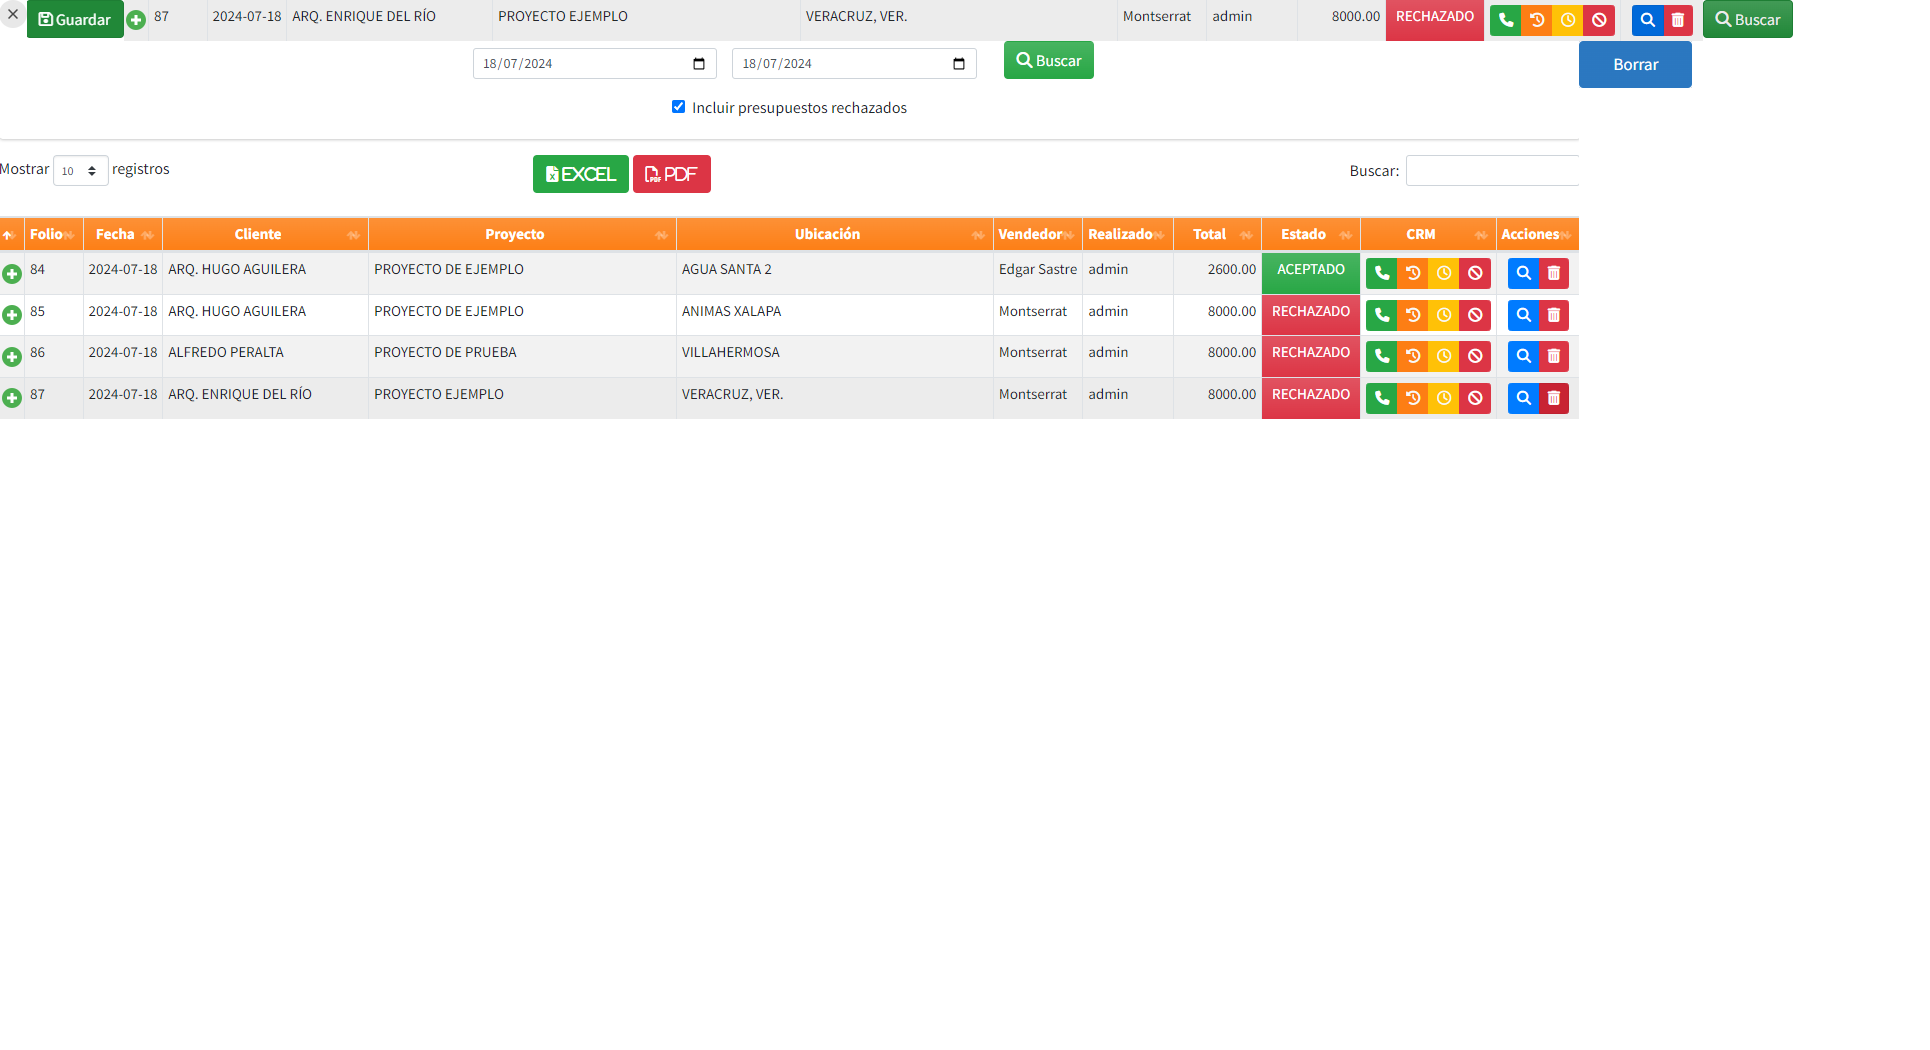 Guardar 87 2024-07-18 ARQ. ENRIQUE DEL RÍO PROYECTO EJEMPLO VERACRUZ, VER. Montserrat admin 8000.00 RECHAZADO Buscar
18/07/2024 18/07/2024 Buscar Borrar
Incluir presupuestos rechazados
Mostrar 10 registros EXCEL PDF Buscar:
Folio Fecha Cliente Proyecto Ubicación Vendedor Realizado Total Estado CRM Acciones
84 2024-07-18 ARQ. HUGO AGUILERA PROYECTO DE EJEMPLO AGUA SANTA 2 Edgar Sastre admin 2600.00 ACEPTADO
85 2024-07-18 ARQ. HUGO AGUILERA PROYECTO DE EJEMPLO ANIMAS XALAPA Montserrat admin 8000.00 RECHAZADO
86 2024-07-18 ALFREDO PERALTA PROYECTO DE PRUEBA VILLAHERMOSA Montserrat admin 8000.00 RECHAZADO
87 2024-07-18 ARQ. ENRIQUE DEL RÍO PROYECTO EJEMPLO VERACRUZ, VER. Montserrat admin 8000.00 RECHAZADO